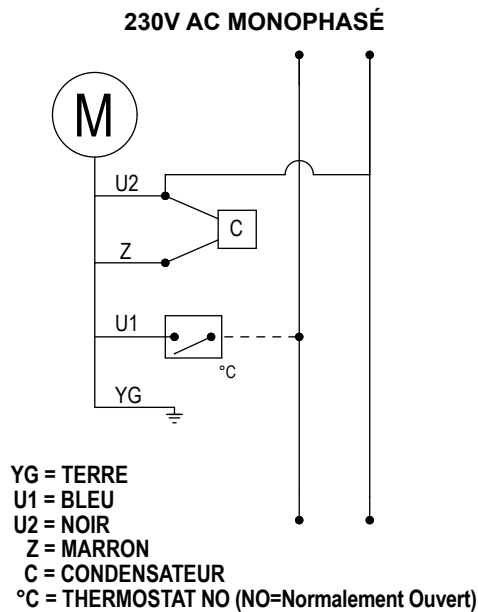 230V AC MONOPHASÉ
M
U2
C
Z
U1
°C
YG
YG = TERRE
U1 = BLEU
U2 = NOIR
Z = MARRON
C = CONDENSATEUR
°C = THERMOSTAT NO (NO=Normalement Ouvert)